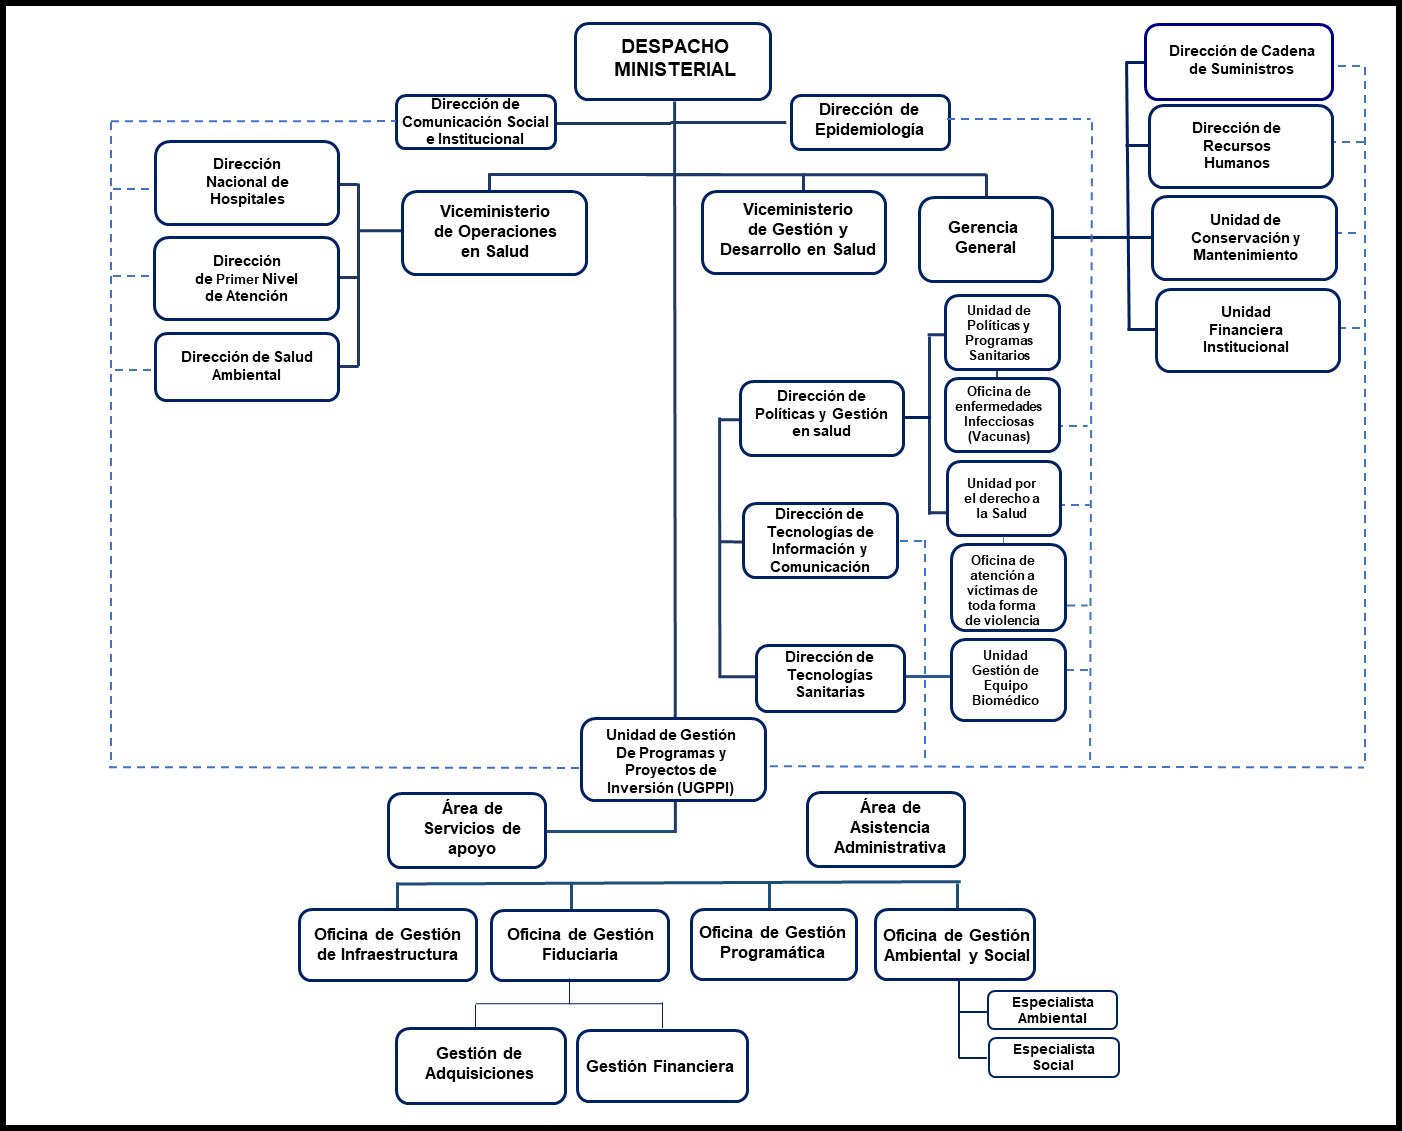 DESPACHO
MINISTERIAL
Dirección de
Comunicación Social
e Institucional
Dirección de
Epidemiología
Dirección de Cadena
de Suministros
Dirección de
Recursos
Humanos
Unidad de
Conservación y
Mantenimiento
Unidad
Financiera
Institucional
Dirección
Nacional de
Hospitales
Dirección
de Primer Nivel
de Atención
Dirección de Salud
Ambiental
Viceministerio
de Operaciones
en Salud
Viceministerio
de Gestión y
Desarrollo en Salud
Gerencia
General
Unidad de
Políticas y
Programas
Sanitarios
Oficina de
enfermedades
Infecciosas
(Vacunas)
Unidad por
el derecho a
la Salud
Oficina de
atención a
víctimas de
toda forma
de violencia
Unidad
Gestión de
Equipo
Biomédico
Dirección de
Políticas y Gestión
en salud
Dirección de
Tecnologías de
Información y
Comunicación
Dirección de
Tecnologías
Sanitarias
Unidad de Gestión
De Programas y
Proyectos de
Inversión (UGPPI)
Área de
Servicios de
apoyo
Área de
Asistencia
Administrativa
Oficina de Gestión
de Infraestructura
Oficina de Gestión
Fiduciaria
Oficina de Gestión
Programática
Oficina de Gestión
Ambiental y Social
Especialista
Ambiental
Especialista
Social
Gestión de
Adquisiciones
Gestión Financiera